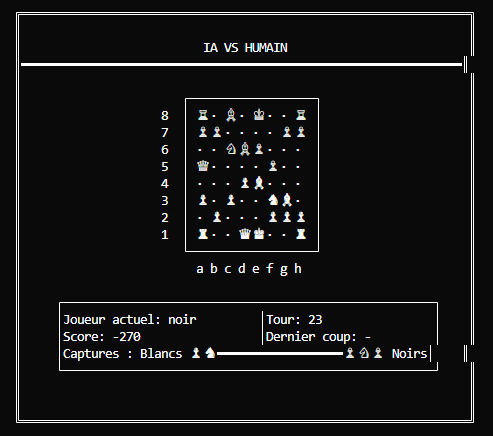 IA VS HUMAIN
8 ♖ · ♗ · ♔ · · ♖
7 ♙ ♙ · · · · ♙ ♙
6 · · ♘ ♗ ♙ · · ·
5 ♛ · · · · ♙ · ·
4 · · · ♙ ♝ · · ·
3 ♙ · ♙ · · ♞ ♝ ·
2 · ♙ · · · ♙ ♙ ♙
1 ♜ · · ♛ ♚ · · ♜
a b c d e f g h
Joueur actuel: noir Tour: 23
Score: -270 Dernier coup: -
Captures : Blancs ♙ ♞ ♙ ♘ ♙ Noirs